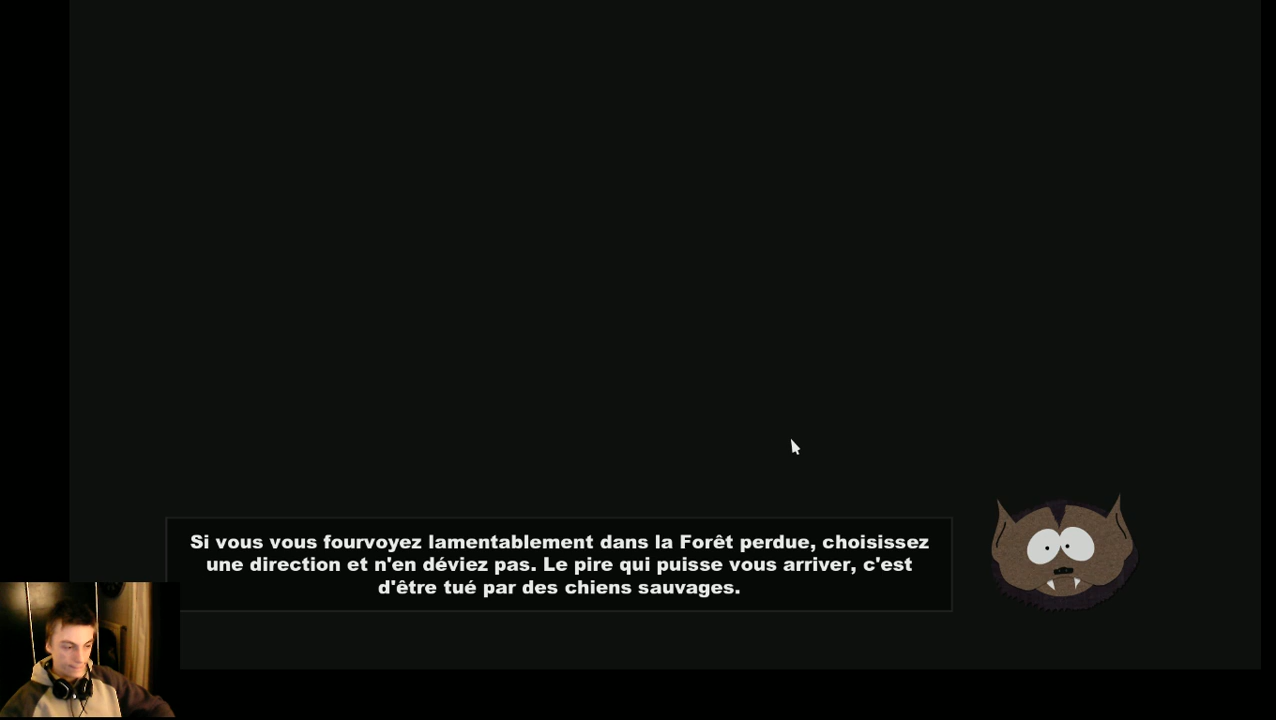 Si vous vous fourvoyez lamentablement dans la Forêt perdue, choisissez
une direction et n'en déviez pas. Le pire qui puisse vous arriver, c'est
d'être tué par des chiens sauvages.